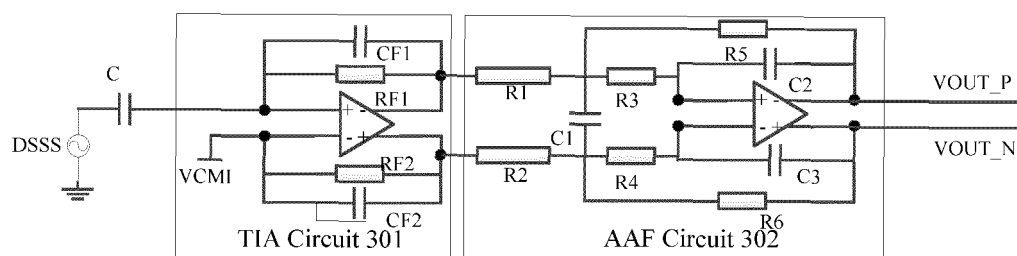 CF1
RF1
C
DSSS
VCMI
+ -
- +
RF2
CF2
TIA Circuit 301
R1
R2
R3
R4
C1
R5
C2
+ -
- +
C3
R6
AAF Circuit 302
VOUT_P
VOUT_N